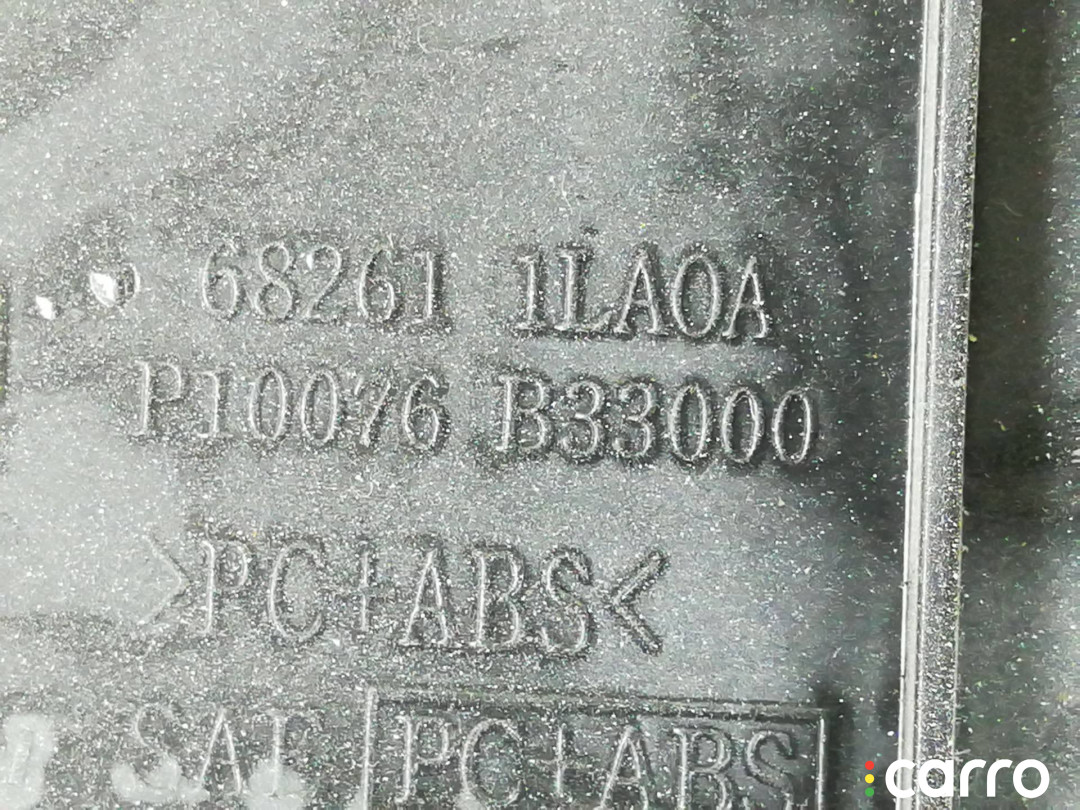 68261 1LA0A
P10076 B33000
>PC+ABS<
PC+ABS
carro